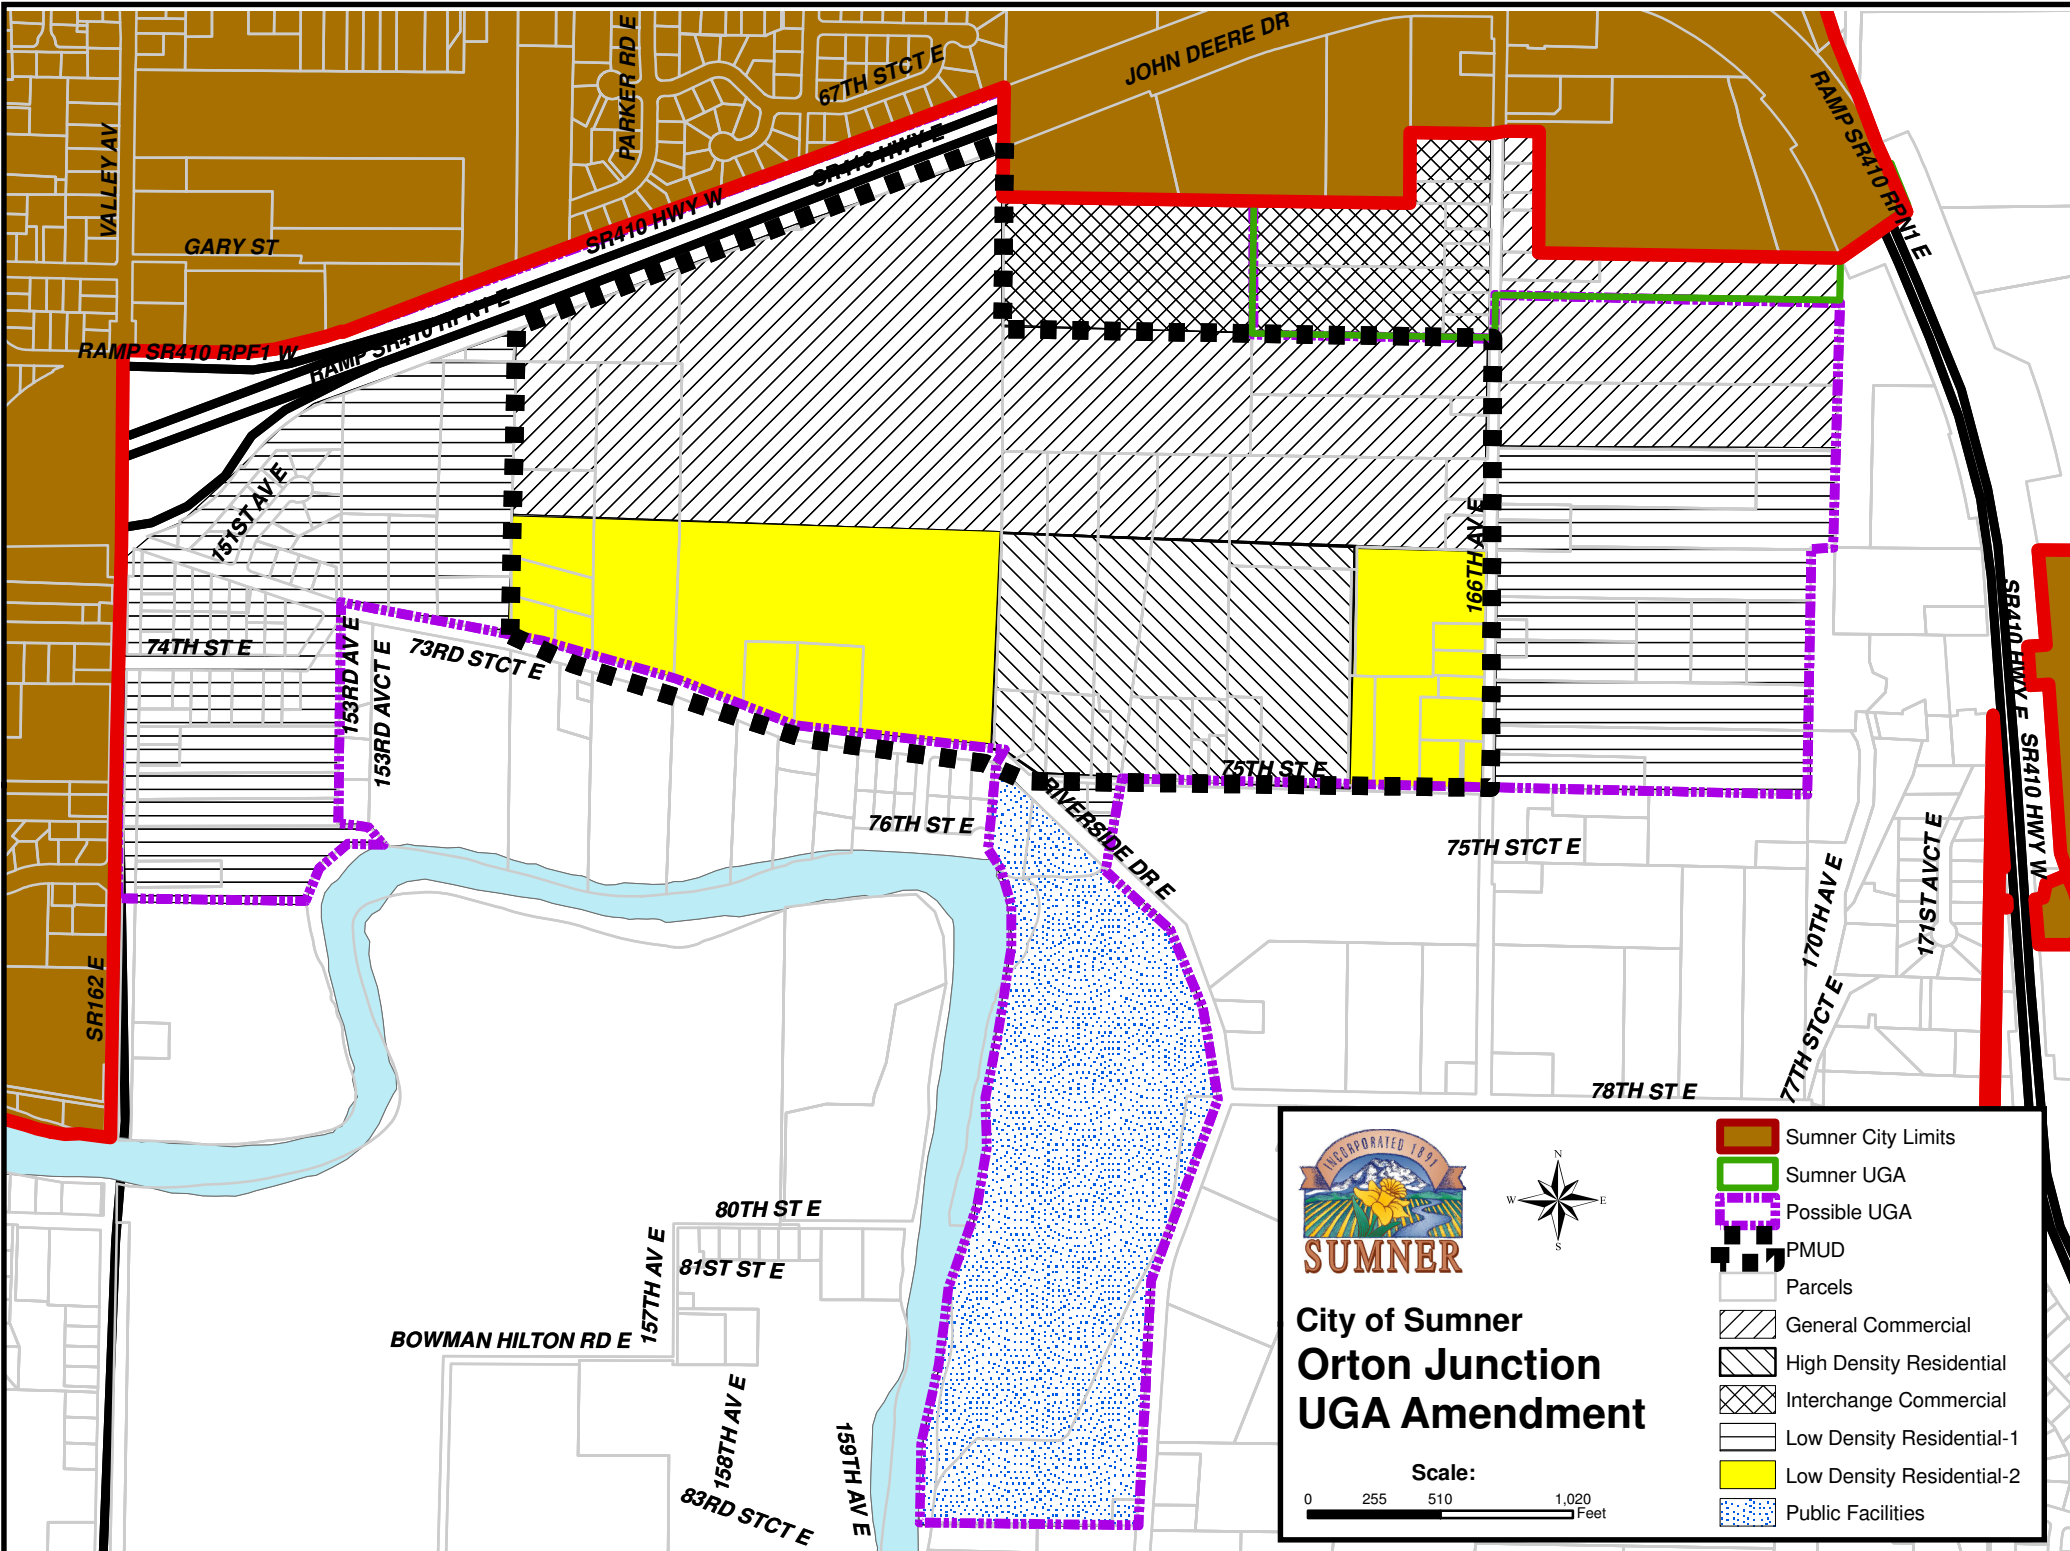 PARKER RD E
67TH STCT E
JOHN DEERE DR
RAMP SR410 RPN1 E
VALLEY AV
SR410 HWY E
SR410 HWY W
GARY ST
RAMP SR410 RPN1 E
RAMP SR410 RPF1 W
151ST AV E
166TH AV E
74TH ST E
153RD AV E
153RD AVCT E
73RD STCT E
SR410 HWY E
SR410 HWY W
75TH ST E
RIVERSIDE DR E
76TH ST E
75TH STCT E
170TH AV E
171ST AVCT E
SR162 E
77TH STCT E
78TH ST E
80TH ST E
157TH AV E
81ST ST E
BOWMAN HILTON RD E
158TH AV E
159TH AV E
83RD STCT E
INCORPORATED 1891
SUMNER
N
W
E
S
City of Sumner
Orton Junction
UGA Amendment
Scale:
0 255 510 1,020
Feet
Sumner City Limits
Sumner UGA
Possible UGA
PMUD
Parcels
General Commercial
High Density Residential
Interchange Commercial
Low Density Residential-1
Low Density Residential-2
Public Facilities